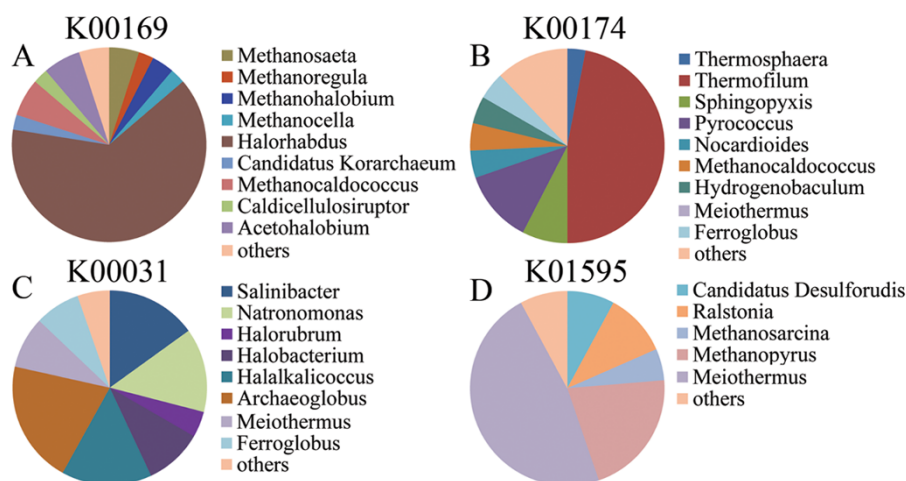 K00169
A
Methanosaeta
Methanoregula
Methanohalobium
Methanocella
Halorhabdus
Candidatus Korarchaeum
Methanocaldococcus
Caldicellulosiruptor
Acetohalobium
others
K00174
B
Thermosphaera
Thermofilum
Sphingopyxis
Pyrococcus
Nocardioides
Methanocaldococcus
Hydrogenobaculum
Meiothermus
Ferroglobus
others
K00031
C
Salinibacter
Natronomonas
Halorubrum
Halobacterium
Halalkalicoccus
Archaeoglobus
Meiothermus
Ferroglobus
others
K01595
D
Candidatus Desulforudis
Ralstonia
Methanosarcina
Methanopyrus
Meiothermus
others